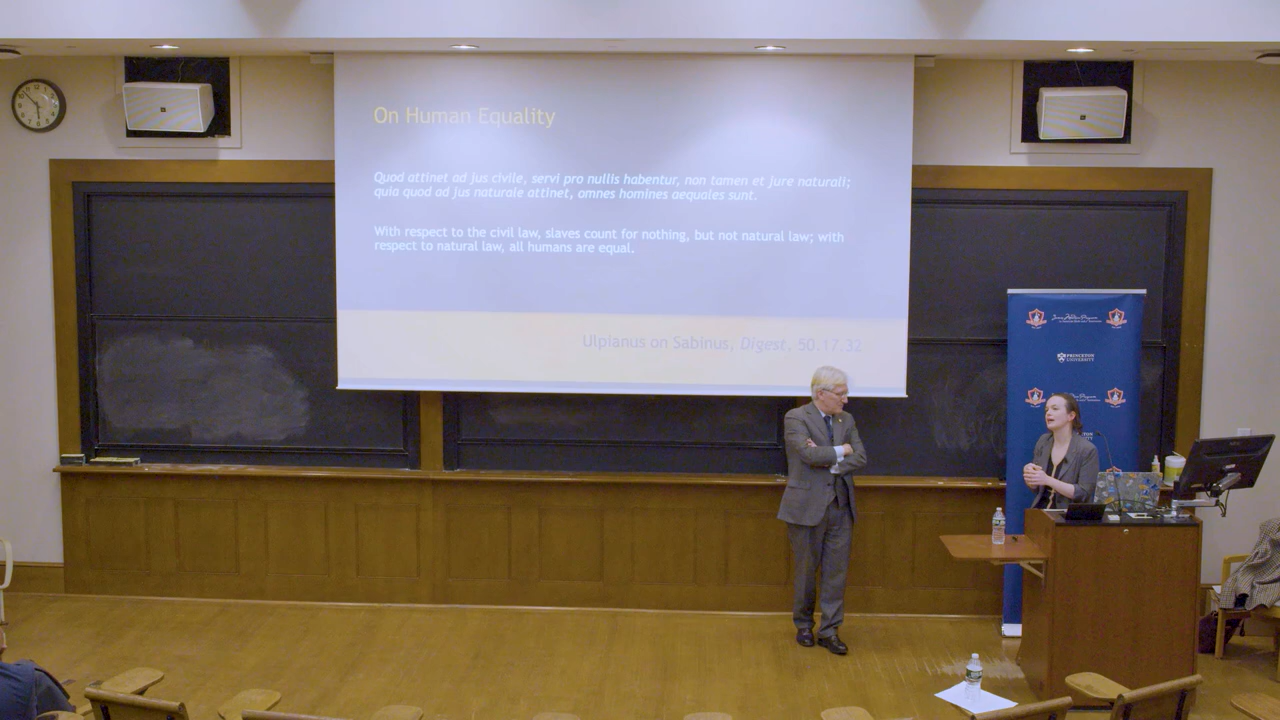 On Human Equality
Quod attinet ad jus civile, servi pro nullis habentur, non tamen et jure naturali;
quia quod ad jus naturale attinet, omnes homines aequales sunt.
With respect to the civil law, slaves count for nothing, but not natural law; with
respect to natural law, all humans are equal.
Ulpianus on Sabinus, Digest, 50.17.32
PRINCETON
UNIVERSITY